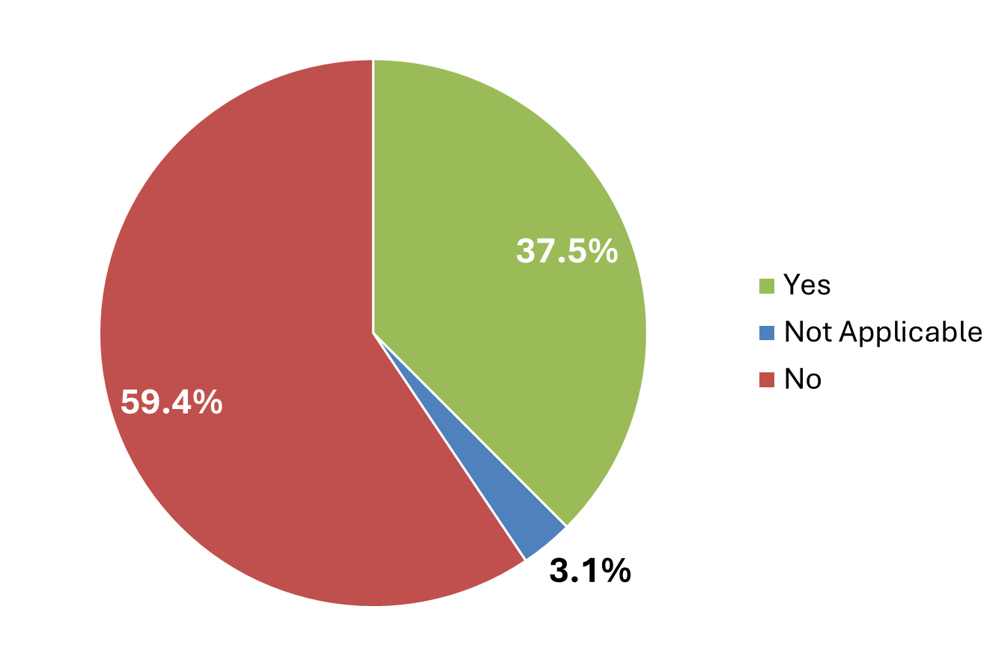 37.5%
59.4%
3.1%
Yes
Not Applicable
No